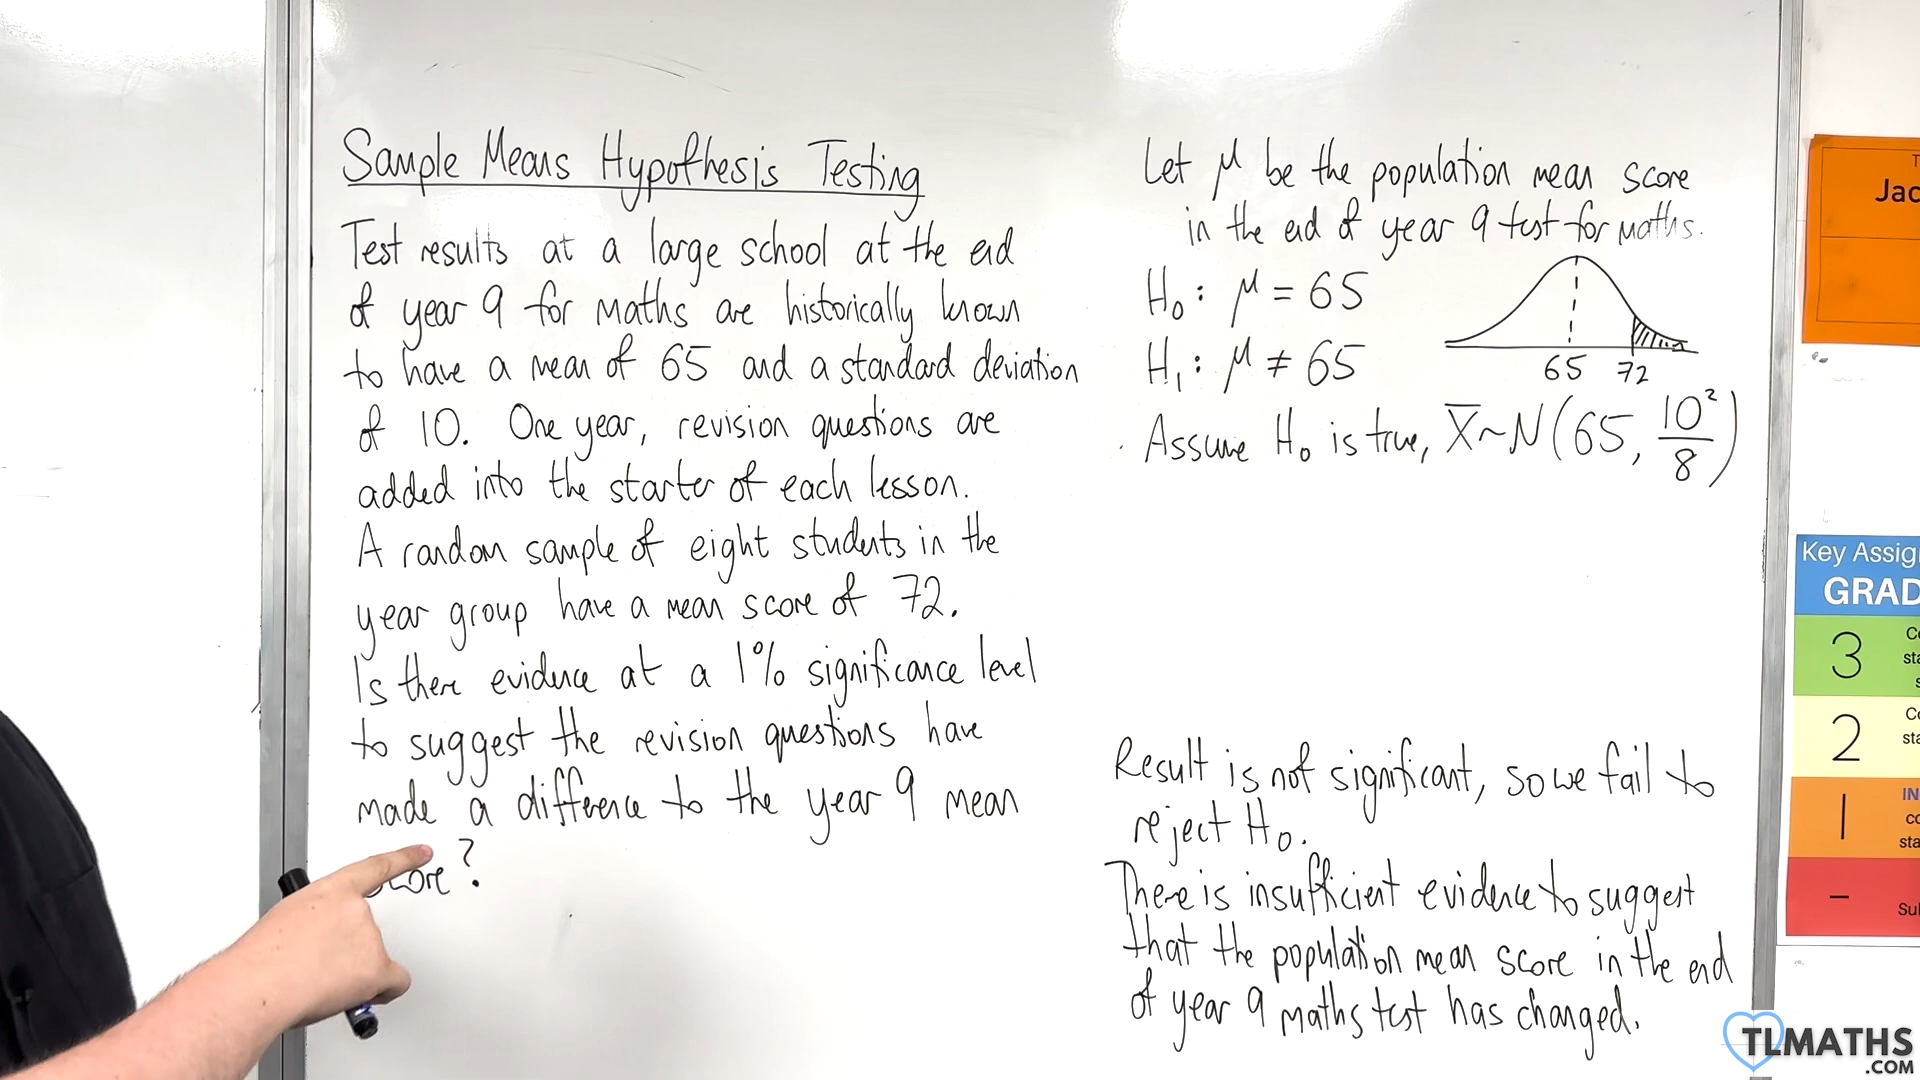 Sample Means Hypothesis Testing
Test results at a large school at the end
of year 9 for maths are historically known
to have a mean of 65 and a standard deviation
of 10. One year, revision questions are
added into the starter of each lesson.
A random sample of eight students in the
year group have a mean score of 72.
Is there evidence at a 1% significance level
to suggest the revision questions have
made a difference to the year 9 mean
score?
Let μ be the population mean score
in the end of year 9 test for maths.
H₀: μ = 65
H₁: μ ≠ 65
65 72
Assume H₀ is true, X̄~N(65, 10²/8)
Result is not significant, so we fail to
reject H₀.
There is insufficient evidence to suggest
that the population mean score in the end
of year 9 maths test has changed.
Jac
Key Assig
GRAD
3
2
1
-
TLMATHS
.COM